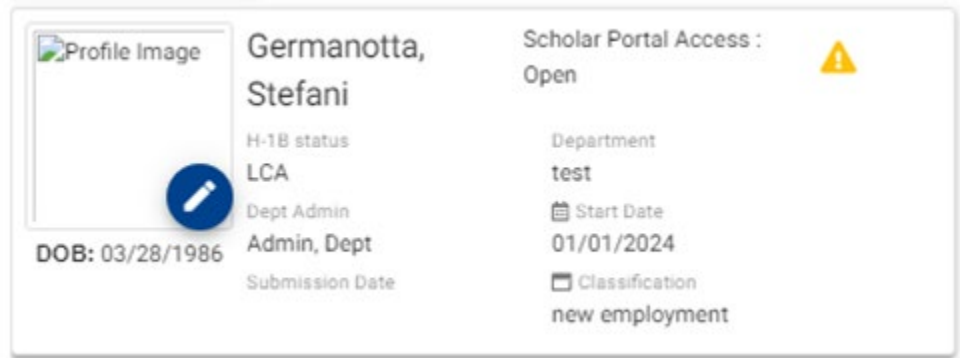 Profile Image
DOB: 03/28/1986
Germanotta,
Stefani
Scholar Portal Access :
Open
H-1B status
LCA
Department
test
Dept Admin
Admin, Dept
Start Date
01/01/2024
Submission Date
Classification
new employment